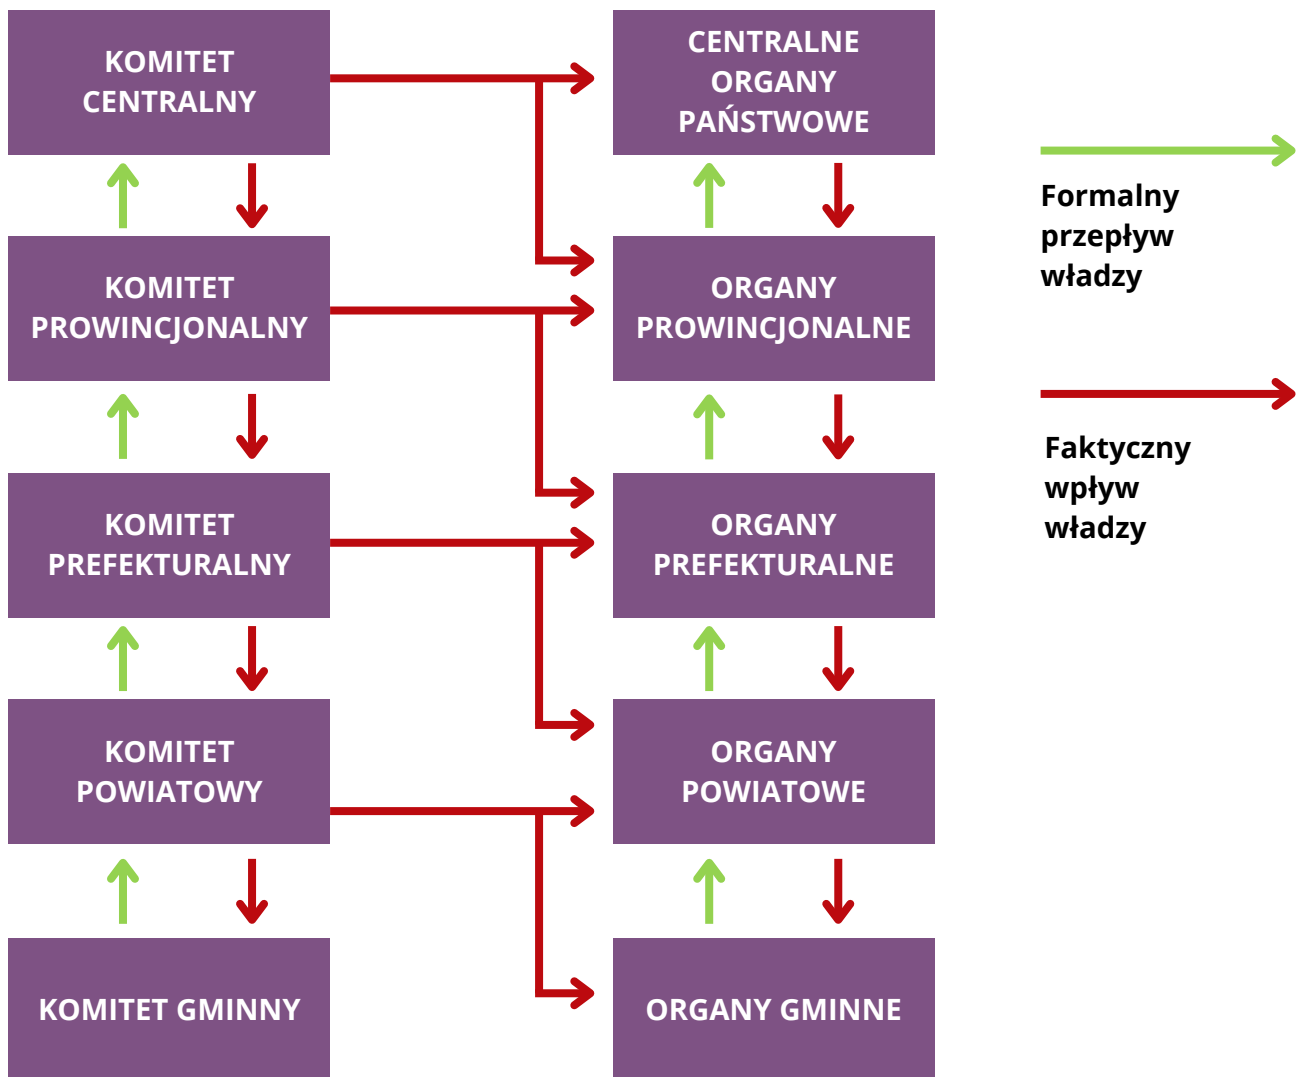 KOMITET
CENTRALNY
CENTRALNE
ORGANY
PAŃSTWOWE
KOMITET
PROWINCJONALNY
ORGANY
PROWINCJONALNE
KOMITET
PREFEKTURALNY
ORGANY
PREFEKTURALNE
KOMITET
POWIATOWY
ORGANY
POWIATOWE
KOMITET GMINNY
ORGANY GMINNE
Formalny
przepływ
władzy
Faktyczny
wpływ
władzy